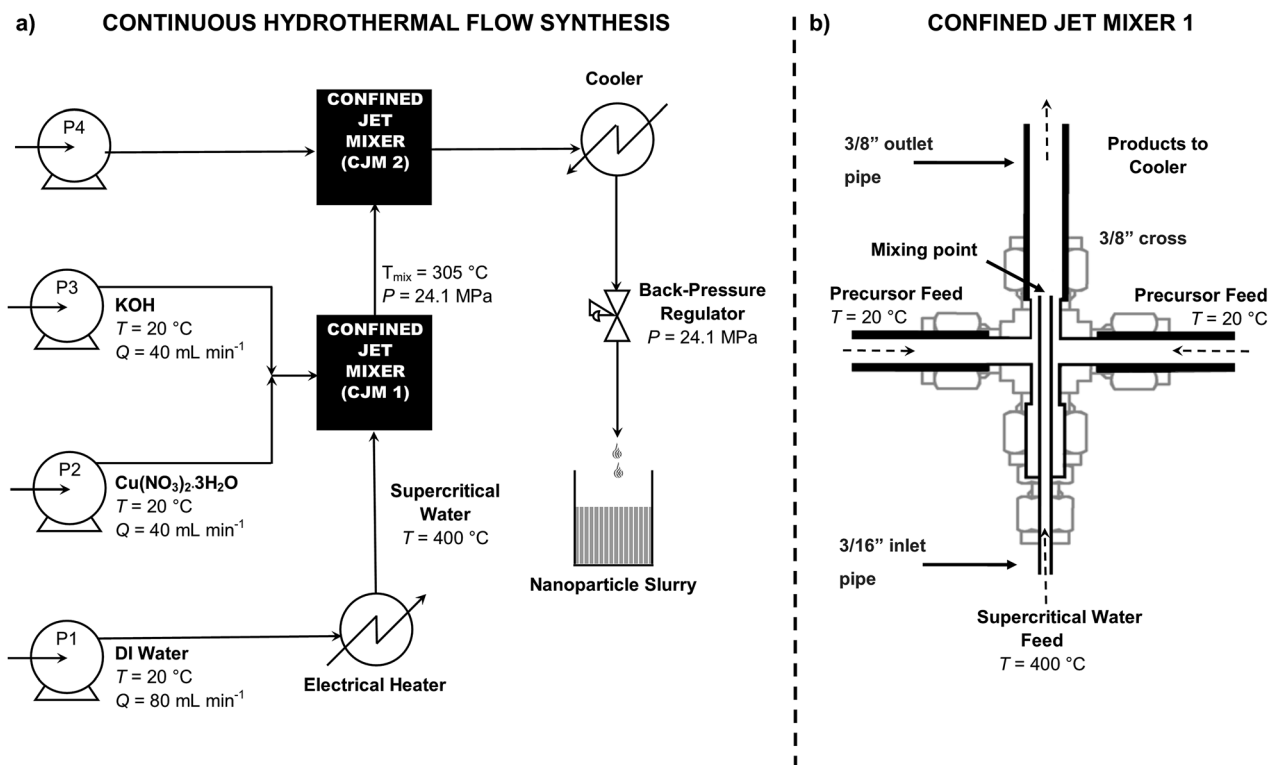 a)
CONTINUOUS HYDROTHERMAL FLOW SYNTHESIS
P4
CONFINED
JET
MIXER
(CJM 2)
Cooler
P3
KOH
T = 20 °C
Q = 40 mL min⁻¹
Tmix = 305 °C
P = 24.1 MPa
CONFINED
JET
MIXER
(CJM 1)
Back-Pressure
Regulator
P = 24.1 MPa
P2
Cu(NO₃)₂.3H₂O
T = 20 °C
Q = 40 mL min⁻¹
Supercritical
Water
T = 400 °C
Nanoparticle Slurry
P1
DI Water
T = 20 °C
Q = 80 mL min⁻¹
Electrical Heater
b)
CONFINED JET MIXER 1
3/8” outlet
pipe
Products to
Cooler
Mixing point
3/8” cross
Precursor Feed
T = 20 °C
Precursor Feed
T = 20 °C
3/16” inlet
pipe
Supercritical Water
Feed
T = 400 °C